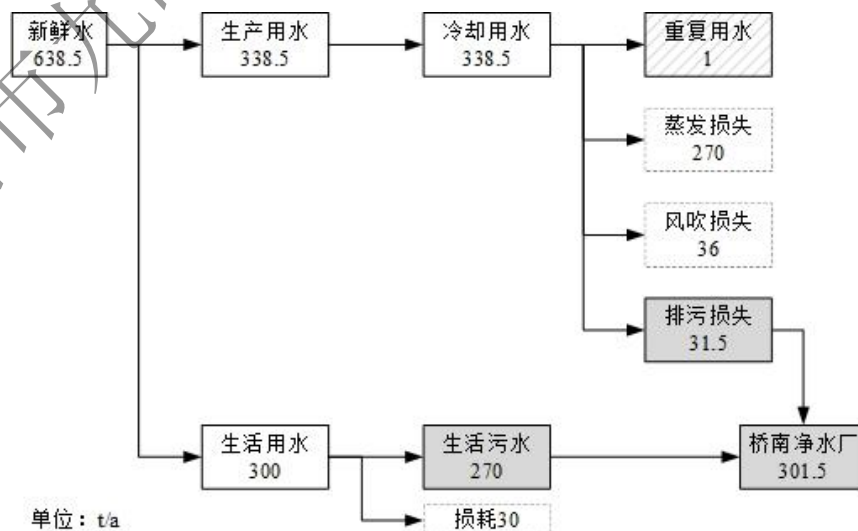 新鲜水
638.5
生产用水
338.5
冷却用水
338.5
重复用水
1
蒸发损失
270
风吹损失
36
排污损失
31.5
生活用水
300
生活污水
270
桥南净水厂
301.5
损耗30
单位：t/a